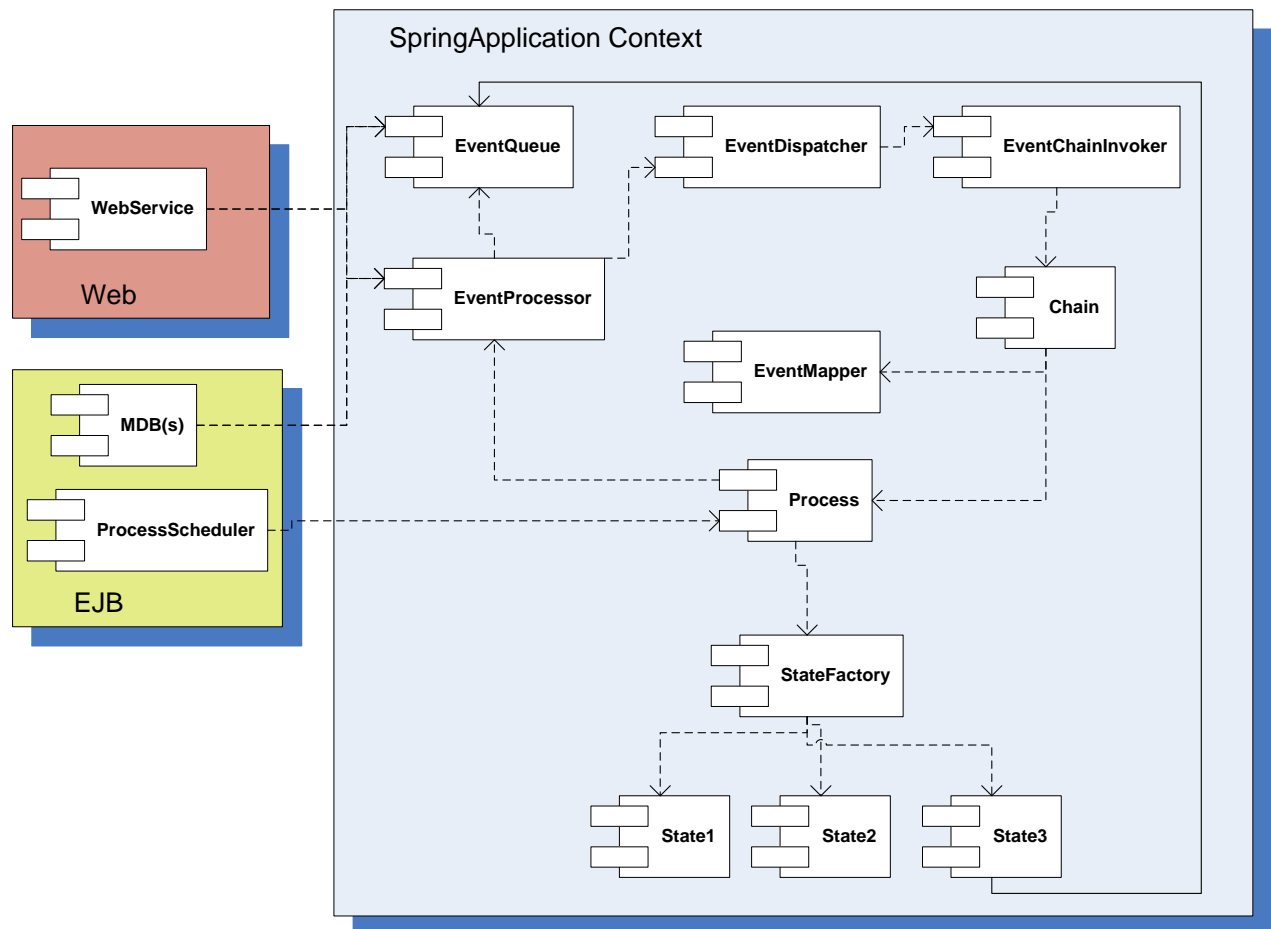 SpringApplication Context
EventQueue
EventDispatcher
EventChainInvoker
WebService
Web
EventProcessor
Chain
EventMapper
MDB(s)
Process
ProcessScheduler
EJB
StateFactory
State1
State2
State3